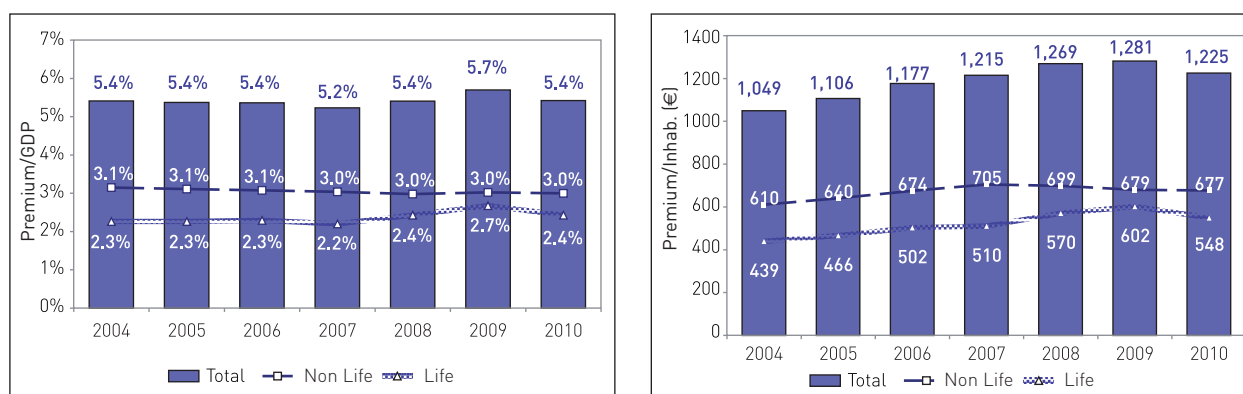 Premium/GDP
7%
6%
5%
4%
3%
2%
1%
0%
5.4% 5.4% 5.4% 5.2% 5.4% 5.7% 5.4%
3.1% 3.1% 3.1% 3.0% 3.0% 3.0% 3.0%
2.3% 2.3% 2.3% 2.2% 2.4% 2.7% 2.4%
2004 2005 2006 2007 2008 2009 2010
Total Non Life Life
Premium/Inhab. (€)
1400
1200
1000
800
600
400
200
0
1,049 1,106 1,177 1,215 1,269 1,281 1,225
610 640 674 705 699 679 677
439 466 502 510 570 602 548
2004 2005 2006 2007 2008 2009 2010
Total Non Life Life